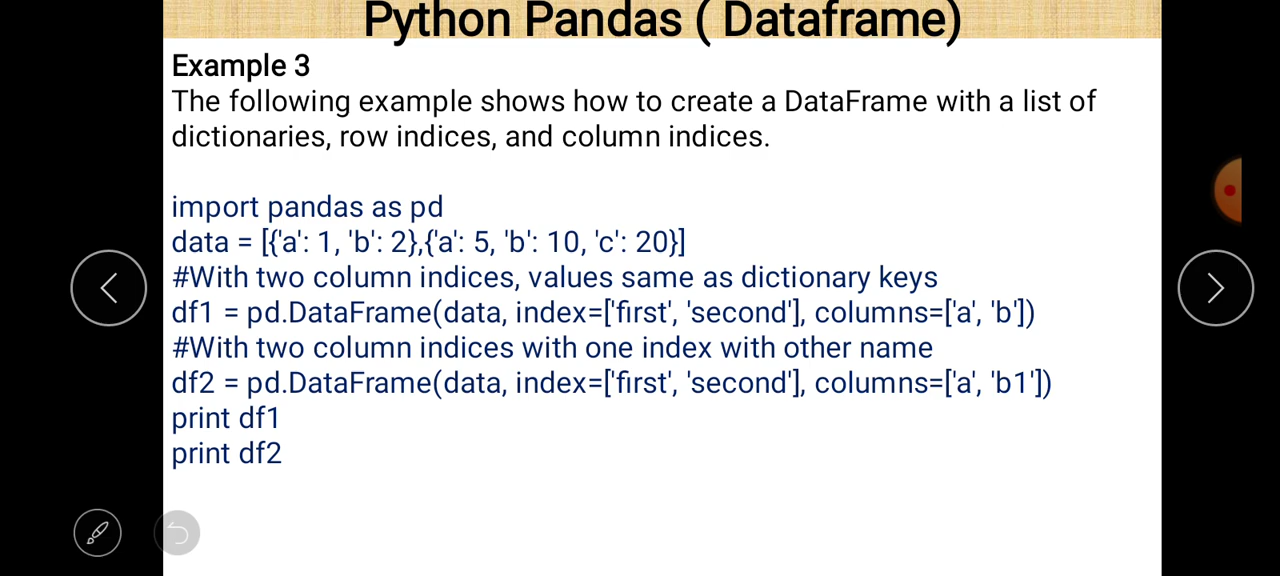 Python Pandas ( Dataframe)
Example 3
The following example shows how to create a DataFrame with a list of
dictionaries, row indices, and column indices.
import pandas as pd
data = [{'a': 1, 'b': 2},{'a': 5, 'b': 10, 'c': 20}]
#With two column indices, values same as dictionary keys
df1 = pd.DataFrame(data, index=['first', 'second'], columns=['a', 'b'])
#With two column indices with one index with other name
df2 = pd.DataFrame(data, index=['first', 'second'], columns=['a', 'b1'])
print df1
print df2